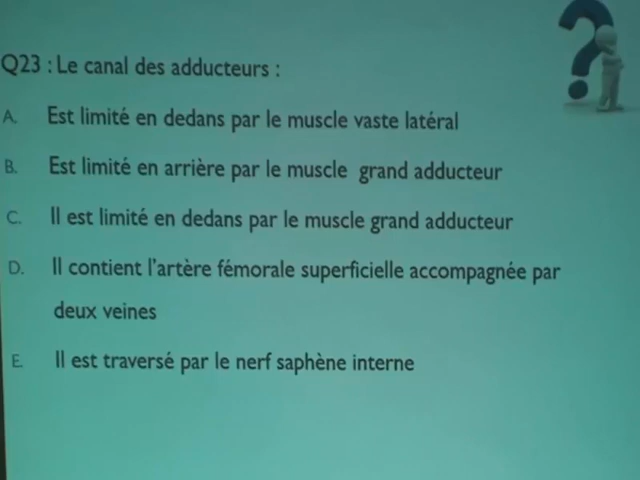 Q23 : Le canal des adducteurs :
A. Est limité en dedans par le muscle vaste latéral
B. Est limité en arrière par le muscle grand adducteur
C. Il est limité en dedans par le muscle grand adducteur
D. Il contient l'artère fémorale superficielle accompagnée par
deux veines
E. Il est traversé par le nerf saphène interne